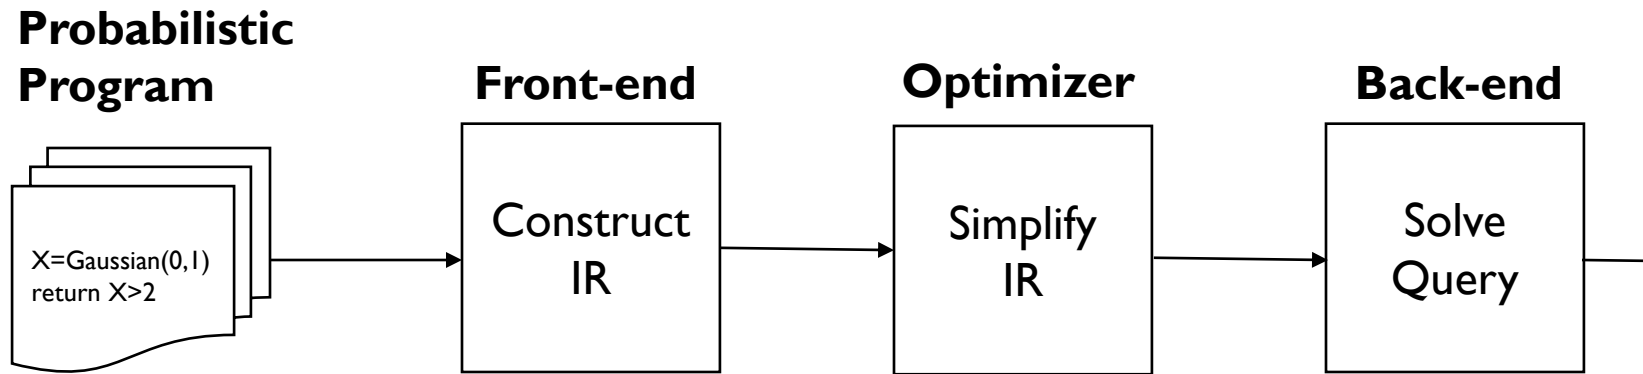 Probabilistic
Program
Front-end
Optimizer
Back-end
X=Gaussian(0,1)
return X>2
Construct
IR
Simplify
IR
Solve
Query